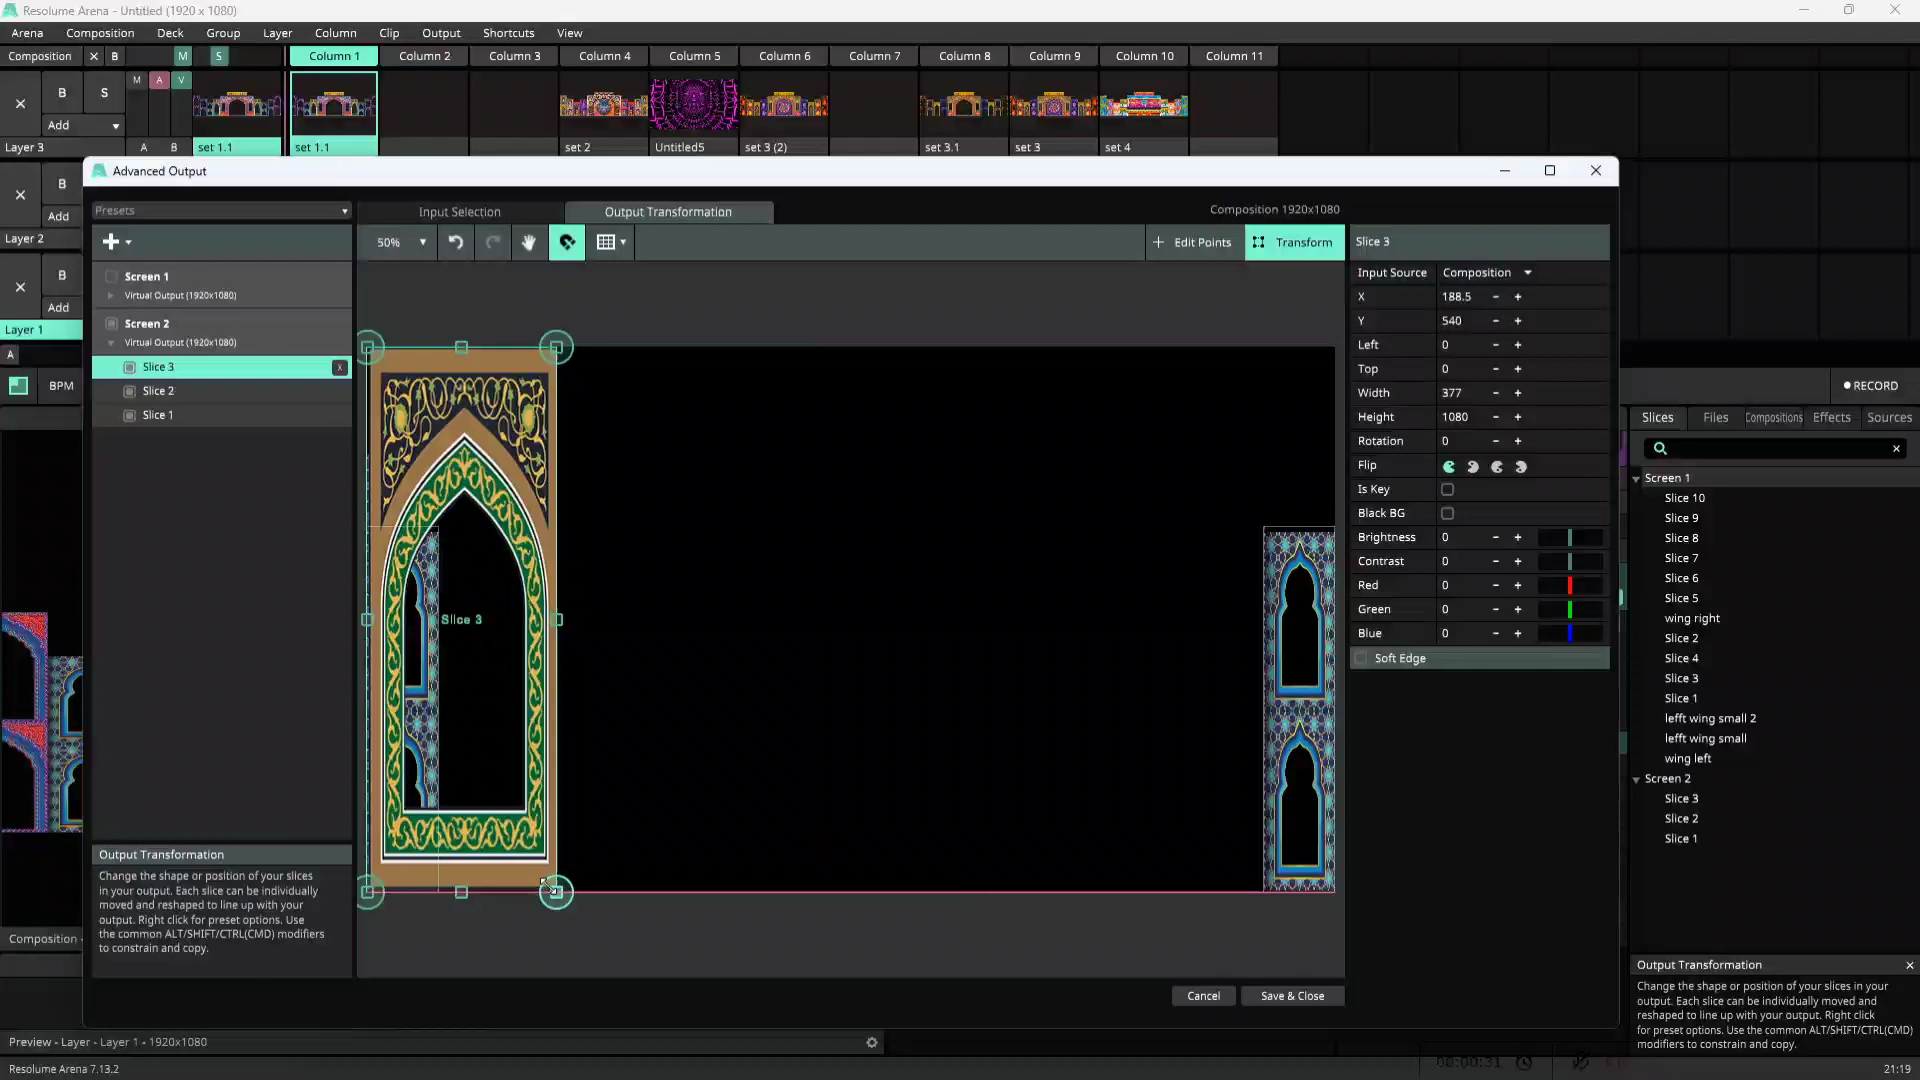 Resolume Arena - Untitled (1920 x 1080)
Arena Composition Deck Group Layer Column Clip Output Shortcuts View
Composition B M S Column 1 Column 2 Column 3 Column 4 Column 5 Column 6 Column 7 Column 8 Column 9 Column 10 Column 11
M A V
B S
Add
Layer 3 A B set 1.1 set 1.1 set 2 Untitled5 set 3 (2) set 3.1 set 3 set 4
B
Add
Layer 2
B
Add
Layer 1
A
BPM
RECORD
Advanced Output
Presets
Input Selection Output Transformation Composition 1920x1080
50% Edit Points Transform
Screen 1
Virtual Output (1920x1080)
Screen 2
Virtual Output (1920x1080)
Slice 3 x
Slice 2
Slice 1
Slice 3
Slice 3
Input Source Composition
X 188.5 - +
Y 540 - +
Left 0 - +
Top 0 - +
Width 377 - +
Height 1080 - +
Rotation 0 - +
Flip
Is Key
Black BG
Brightness 0 - +
Contrast 0 - +
Red 0 - +
Green 0 - +
Blue 0 - +
Soft Edge
Output Transformation
Change the shape or position of your slices
in your output. Each slice can be individually
moved and reshaped to line up with your
output. Right click for preset options. Use
the common ALT/SHIFT/CTRL(CMD) modifiers
to constrain and copy.
Cancel Save & Close
Slices Files Compositions Effects Sources
Screen 1
Slice 10
Slice 9
Slice 8
Slice 7
Slice 6
Slice 5
wing right
Slice 2
Slice 4
Slice 3
Slice 1
lefft wing small 2
lefft wing small
wing left
Screen 2
Slice 3
Slice 2
Slice 1
Output Transformation
Change the shape or position of your slices in your
output. Each slice can be individually moved and
reshaped to line up with your output. Right click
for preset options. Use the common ALT/SHIFT/CTRL(CMD)
modifiers to constrain and copy.
Composition
Preview - Layer - Layer 1 - 1920x1080
00:00:31
Resolume Arena 7.13.2
21:19